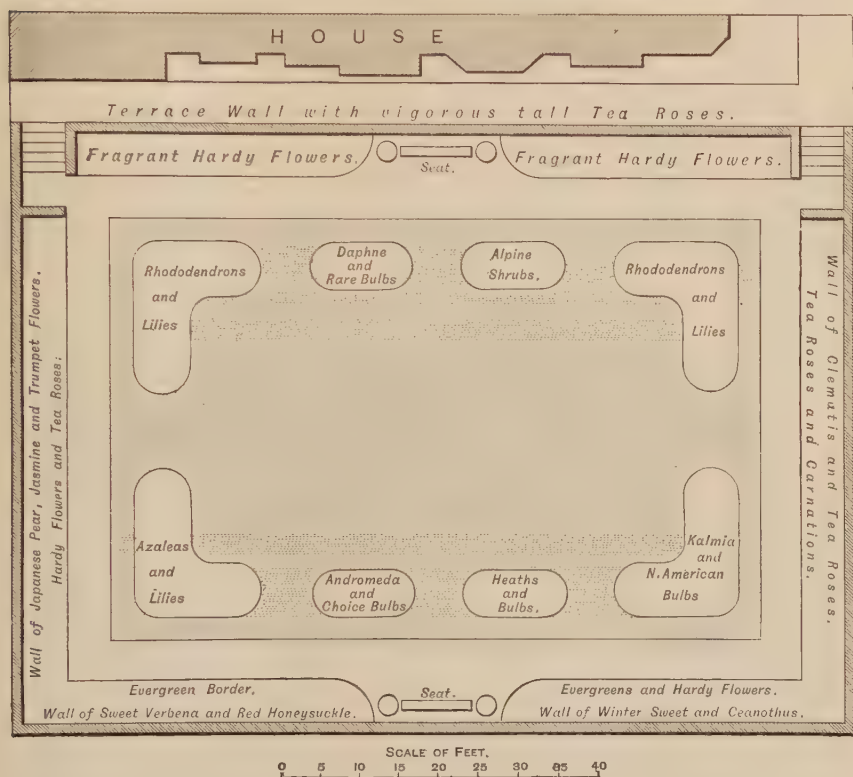 HOUSE
Terrace Wall with vigorous tall Tea Roses.
Fragrant Hardy Flowers.
Seat.
Fragrant Hardy Flowers.
Wall of Japanese Pear, Jasmine and Trumpet Flowers.
Hardy Flowers and Tea Roses:
Rhododendrons
and
Lilies
Daphne
and
Rare Bulbs
Alpine
Shrubs.
Rhododendrons
and
Lilies
Wall of Clematis and Tea Roses.
Tea Roses and Carnations.
Azaleas
and
Lilies
Andromeda
and
Choice Bulbs
Heaths
and
Bulbs.
Kalmia
and
N. American
Bulbs
Evergreen Border.
Wall of Sweet Verbena and Red Honeysuckle.
Seat.
Evergreens and Hardy Flowers.
Wall of Winter Sweet and Ceanothus.
SCALE OF FEET.
0 5 10 15 20 25 30 35 40